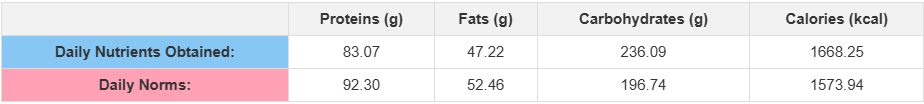 Proteins (g) Fats (g) Carbohydrates (g) Calories (kcal)
Daily Nutrients Obtained: 83.07 47.22 236.09 1668.25
Daily Norms: 92.30 52.46 196.74 1573.94